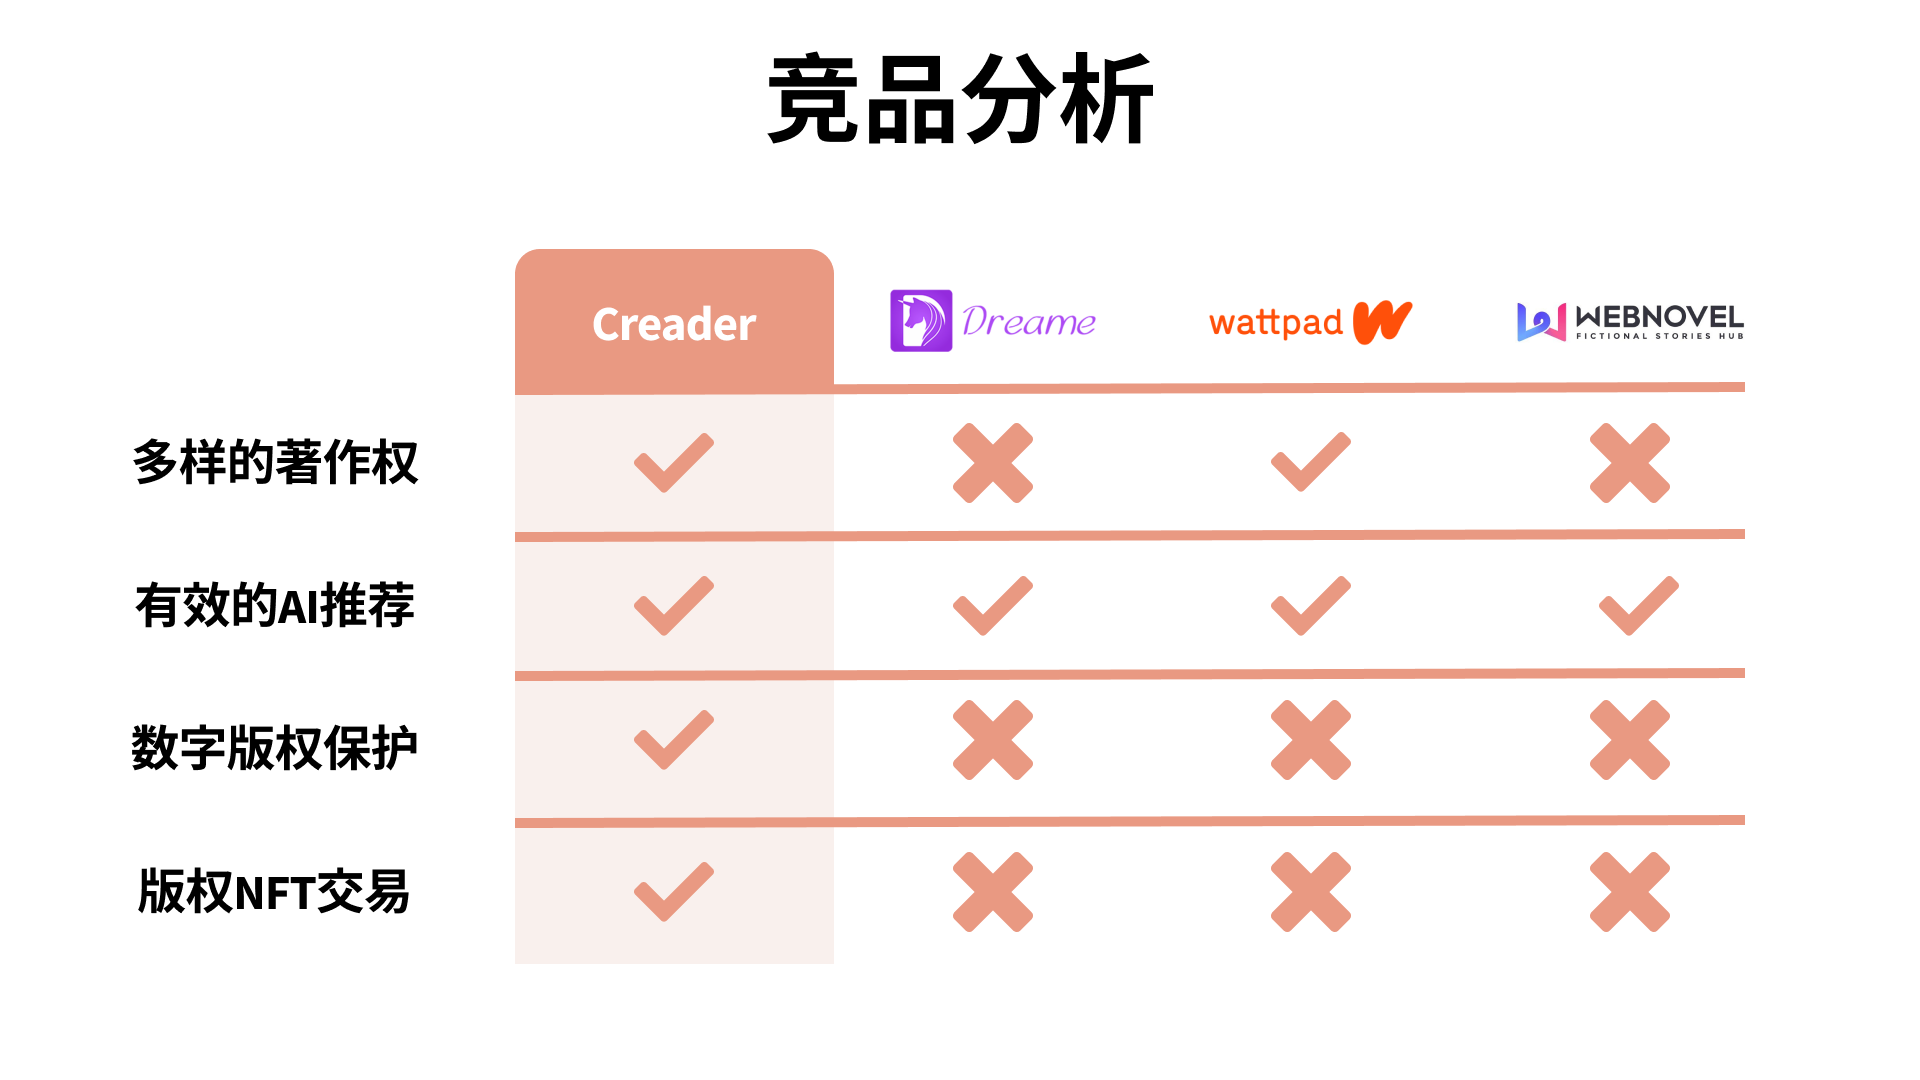 竞品分析
Creader
Dreame
wattpad
WEBNOVEL
FICTIONAL STORIES HUB
多样的著作权
有效的AI推荐
数字版权保护
版权NFT交易